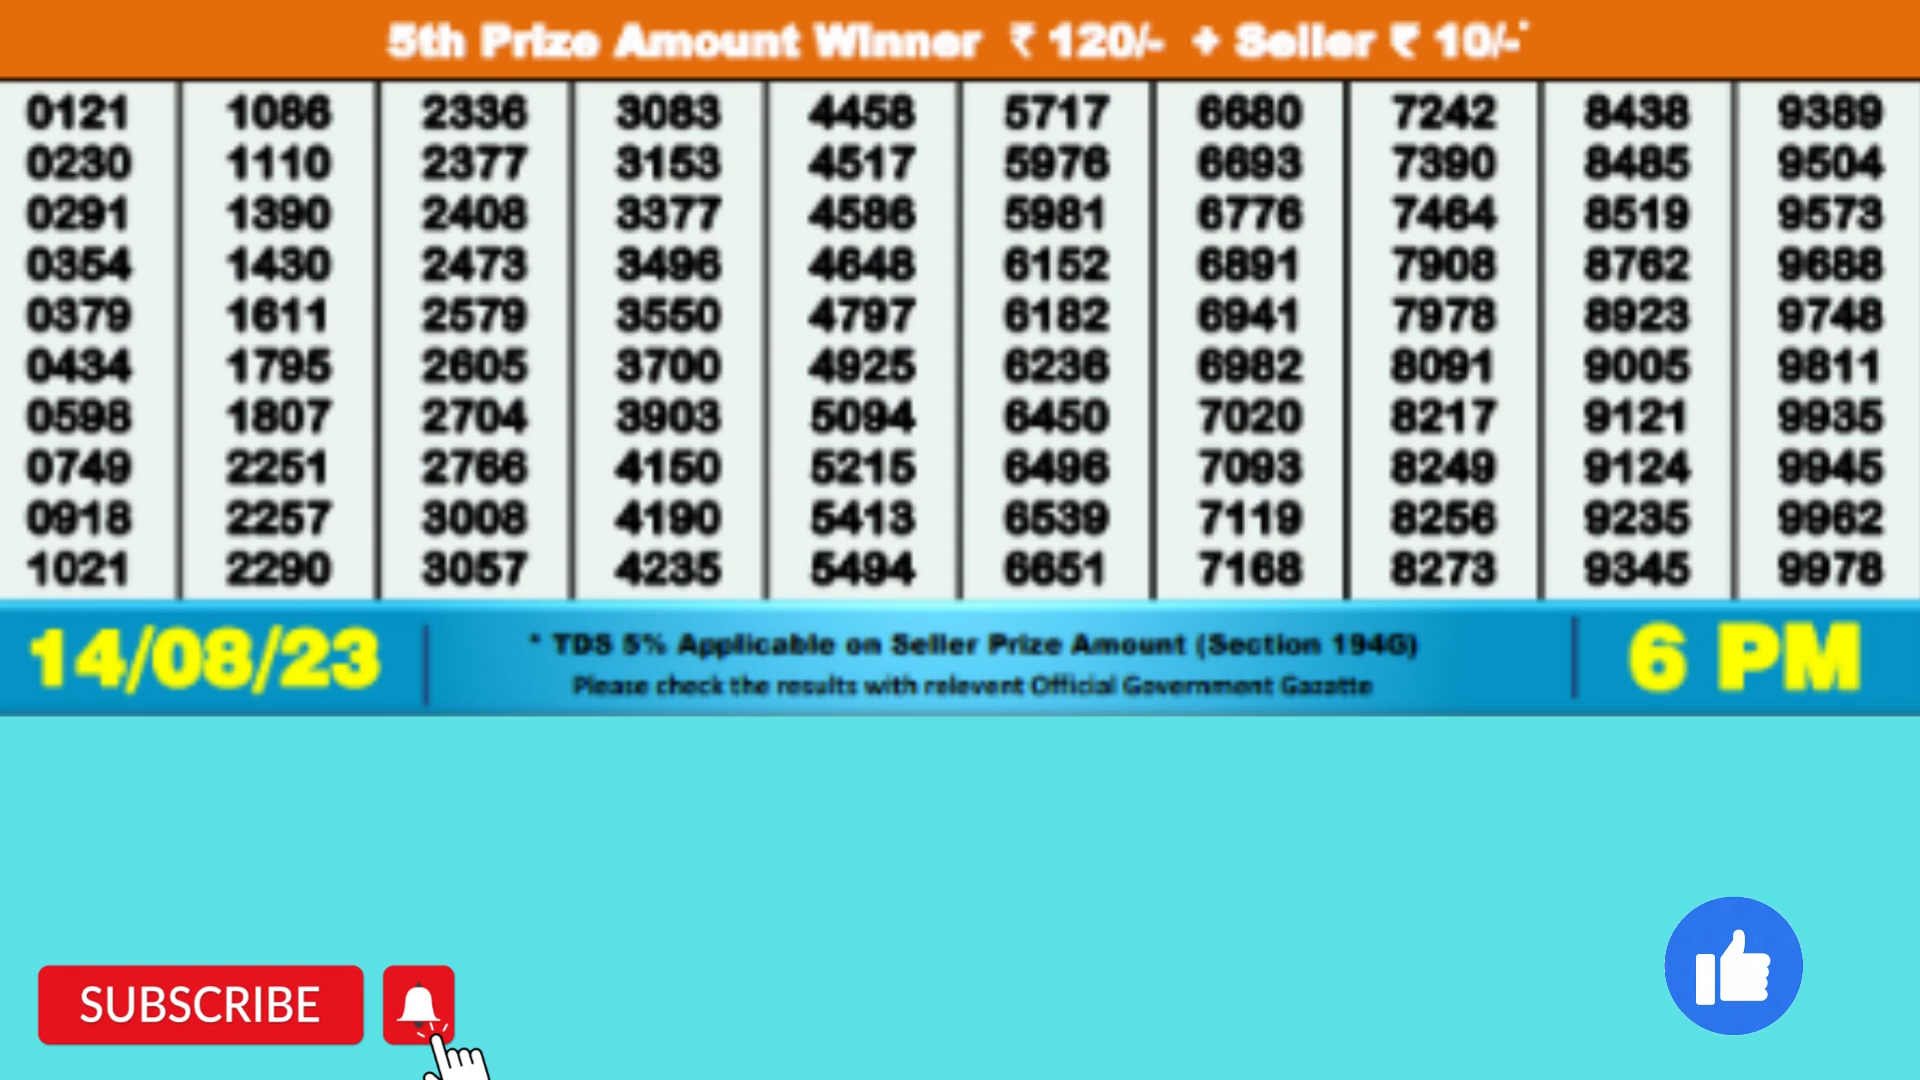 5th Prize Amount Winner ₹ 120/- + Seller ₹ 10/-*
0121 1086 2336 3083 4458 5717 6680 7242 8438 9389
0230 1110 2377 3153 4517 5976 6693 7390 8485 9504
0291 1390 2408 3377 4586 5981 6776 7464 8519 9573
0354 1430 2473 3496 4648 6152 6891 7908 8762 9688
0379 1611 2579 3550 4797 6182 6941 7978 8923 9748
0434 1795 2605 3700 4925 6236 6982 8091 9005 9811
0598 1807 2704 3903 5094 6450 7020 8217 9121 9935
0749 2251 2766 4150 5215 6496 7093 8249 9124 9945
0918 2257 3008 4190 5413 6539 7119 8256 9235 9962
1021 2290 3057 4235 5494 6651 7168 8273 9345 9978
14/08/23
* TDS 5% Applicable on Seller Prize Amount (Section 194G)
Please check the results with relevent Official Government Gazatte
6 PM
SUBSCRIBE